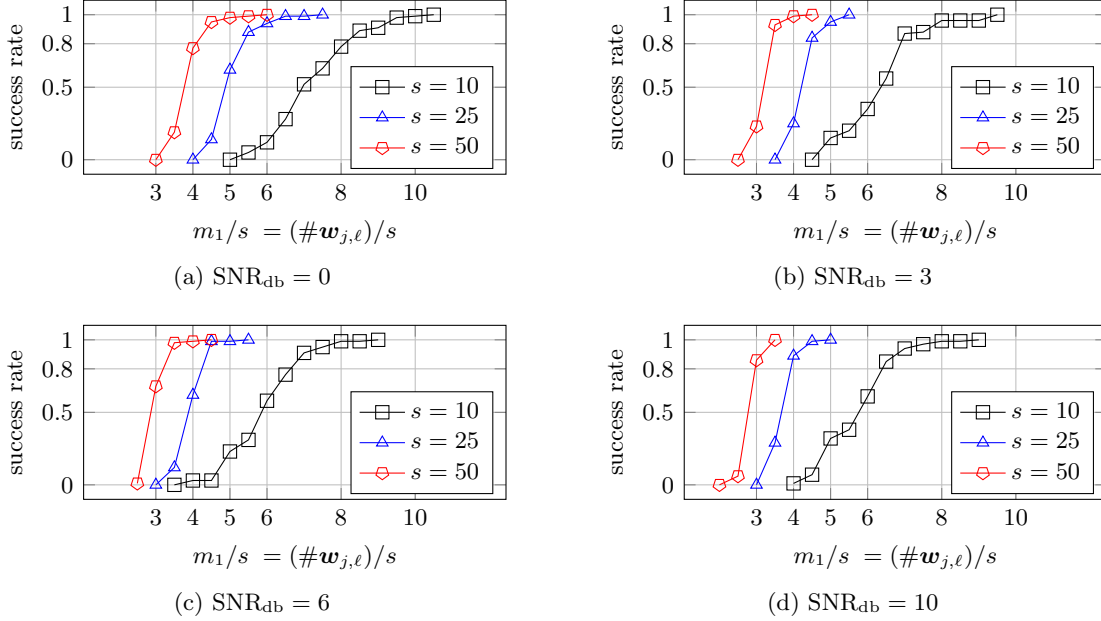 success rate
1
0.8
0.5
0
3 4 5 6 8 10
s = 10
s = 25
s = 50
m₁/s = (#𝒘ⱼ,ℓ)/s
(a) SNR_db = 0
success rate
1
0.8
0.5
0
3 4 5 6 8 10
s = 10
s = 25
s = 50
m₁/s = (#𝒘ⱼ,ℓ)/s
(b) SNR_db = 3
success rate
1
0.8
0.5
0
3 4 5 6 8 10
s = 10
s = 25
s = 50
m₁/s = (#𝒘ⱼ,ℓ)/s
(c) SNR_db = 6
success rate
1
0.8
0.5
0
3 4 5 6 8 10
s = 10
s = 25
s = 50
m₁/s = (#𝒘ⱼ,ℓ)/s
(d) SNR_db = 10